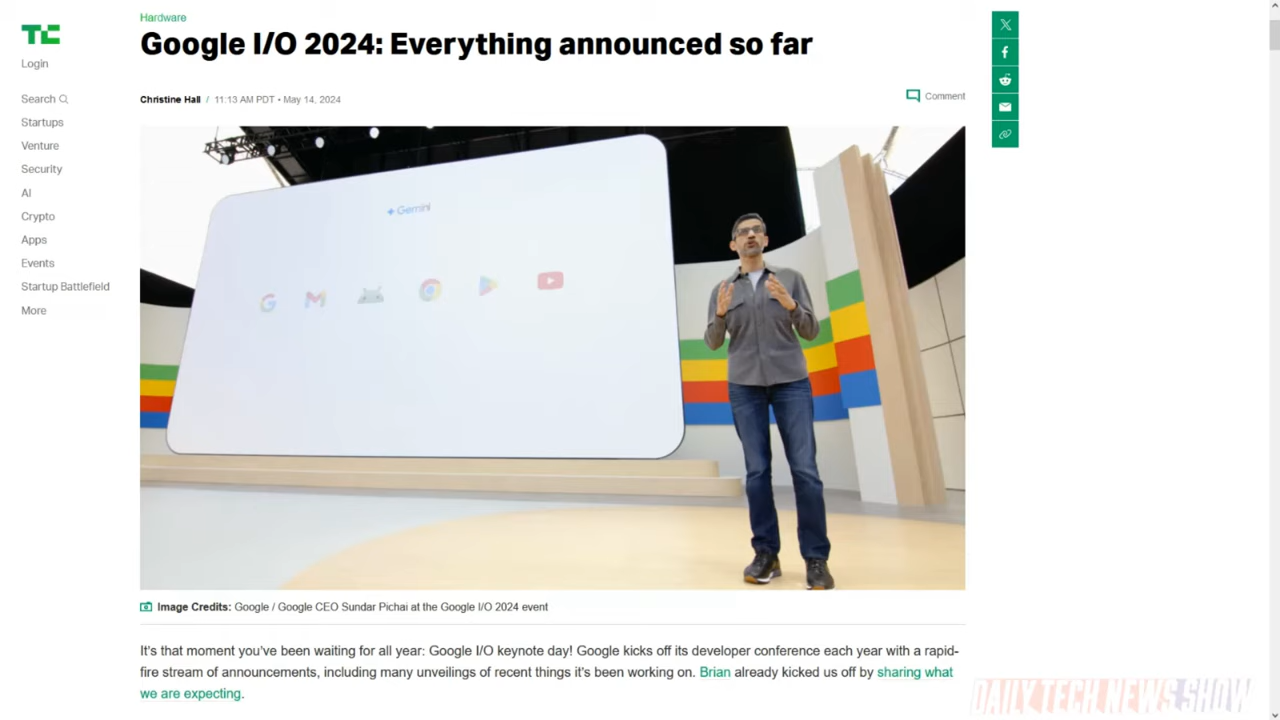 TC
Login
Search
Startups
Venture
Security
AI
Crypto
Apps
Events
Startup Battlefield
More
Hardware
Google I/O 2024: Everything announced so far
Christine Hall / 11:13 AM PDT • May 14, 2024
Comment
Gemini
Image Credits: Google / Google CEO Sundar Pichai at the Google I/O 2024 event
It's that moment you've been waiting for all year: Google I/O keynote day! Google kicks off its developer conference each year with a rapid-
fire stream of announcements, including many unveilings of recent things it's been working on. Brian already kicked us off by sharing what
we are expecting.
DAILY TECH NEWS SHOW